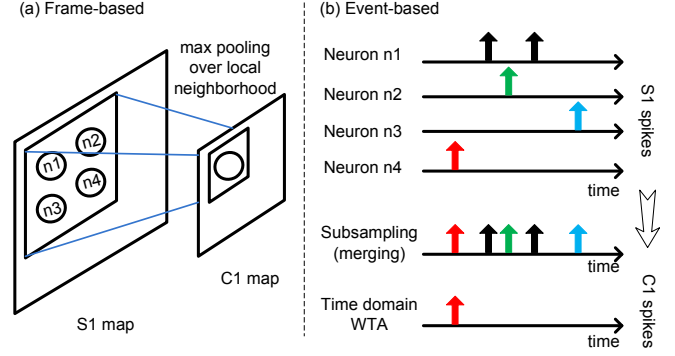 (a) Frame-based
max pooling
over local
neighborhood
n1
n2
n3
n4
S1 map
C1 map
(b) Event-based
Neuron n1
Neuron n2
Neuron n3
Neuron n4
time
S1 spikes
Subsampling
(merging)
time
C1 spikes
Time domain
WTA
time